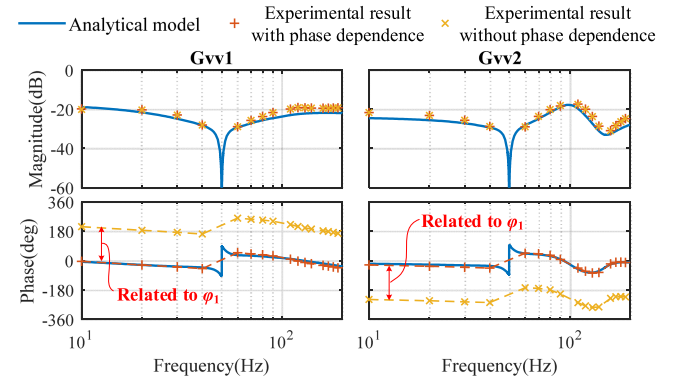 Analytical model
Experimental result
with phase dependence
Experimental result
without phase dependence
Gvv1
Gvv2
Magnitude(dB)
0
-20
-40
-60
Phase(deg)
360
180
0
-180
-360
Related to φ1
Related to φ1
10^1
10^2
10^1
10^2
Frequency(Hz)
Frequency(Hz)